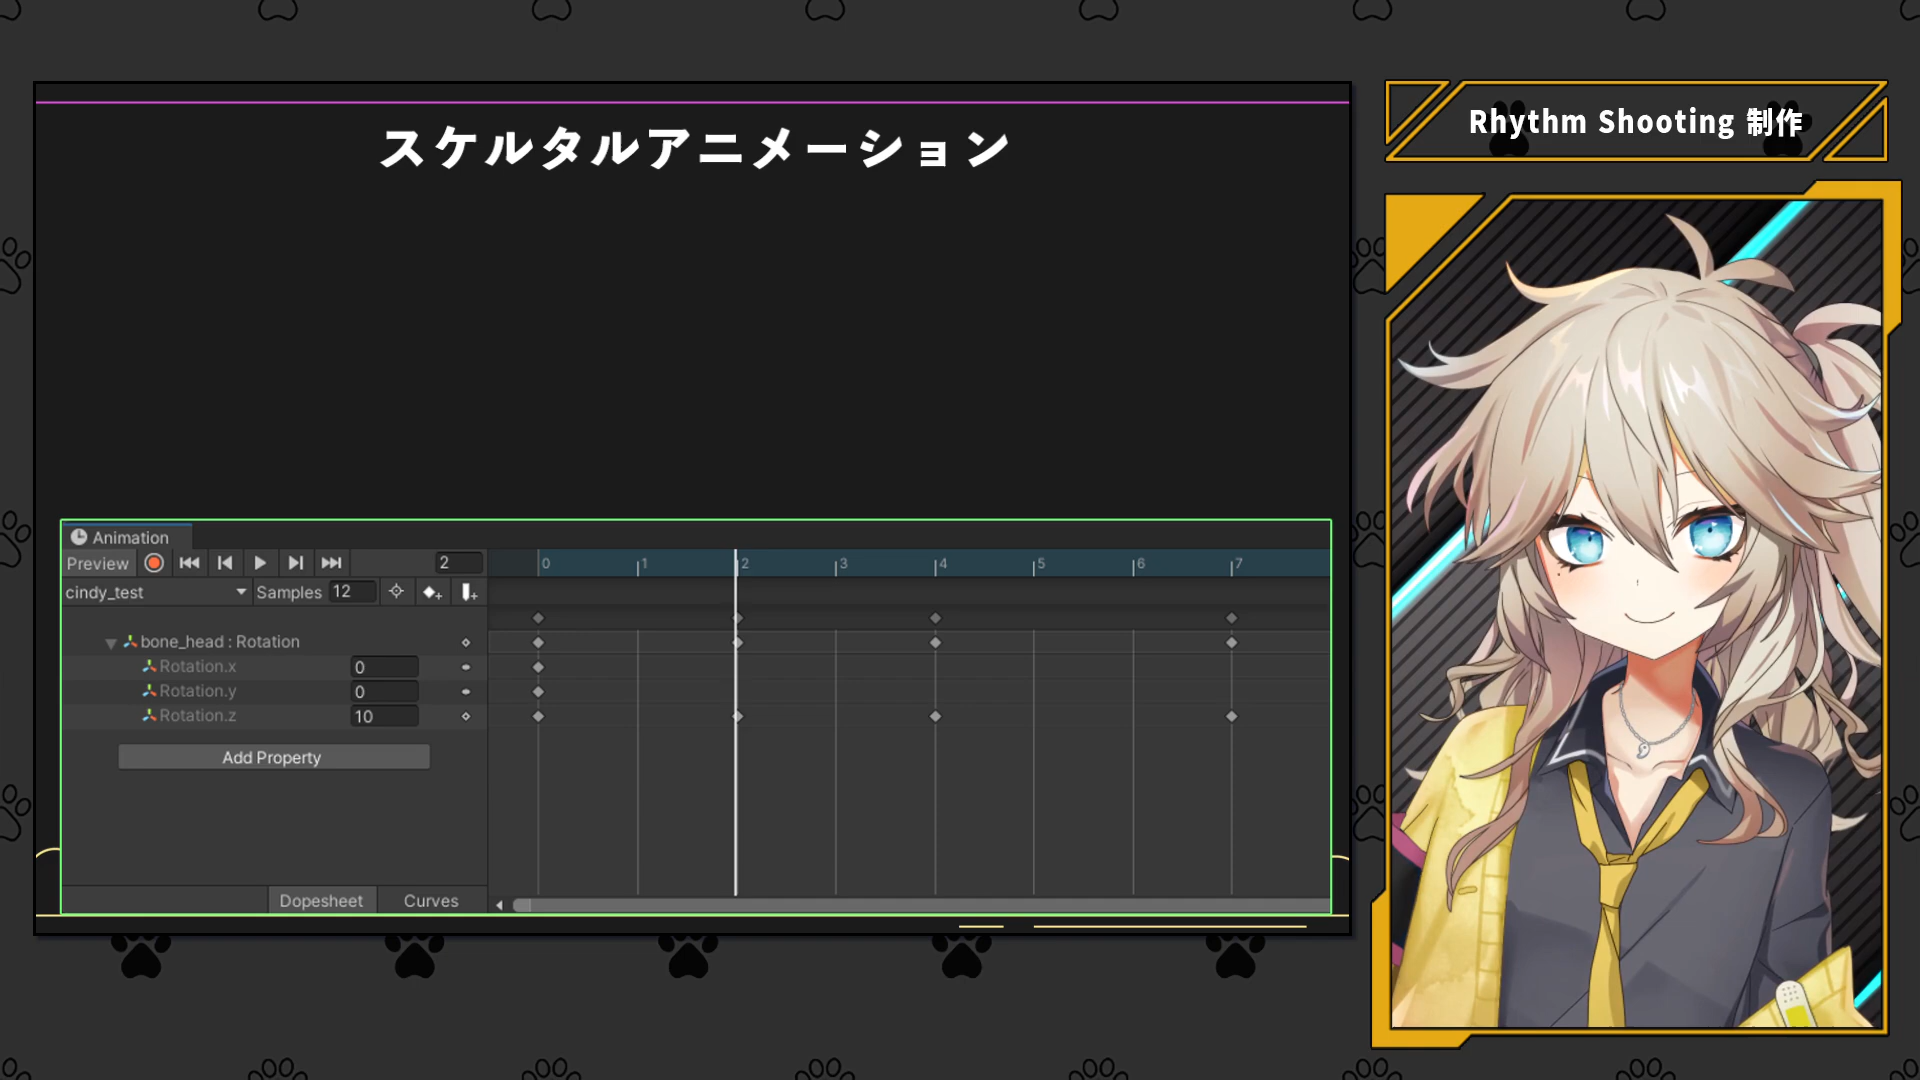 スケルタルアニメーション
Rhythm Shooting 制作
Animation
Preview 2
0 1 2 3 4 5 6 7
cindy_test Samples 12
bone_head : Rotation
Rotation.x 0
Rotation.y 0
Rotation.z 10
Add Property
Dopesheet Curves